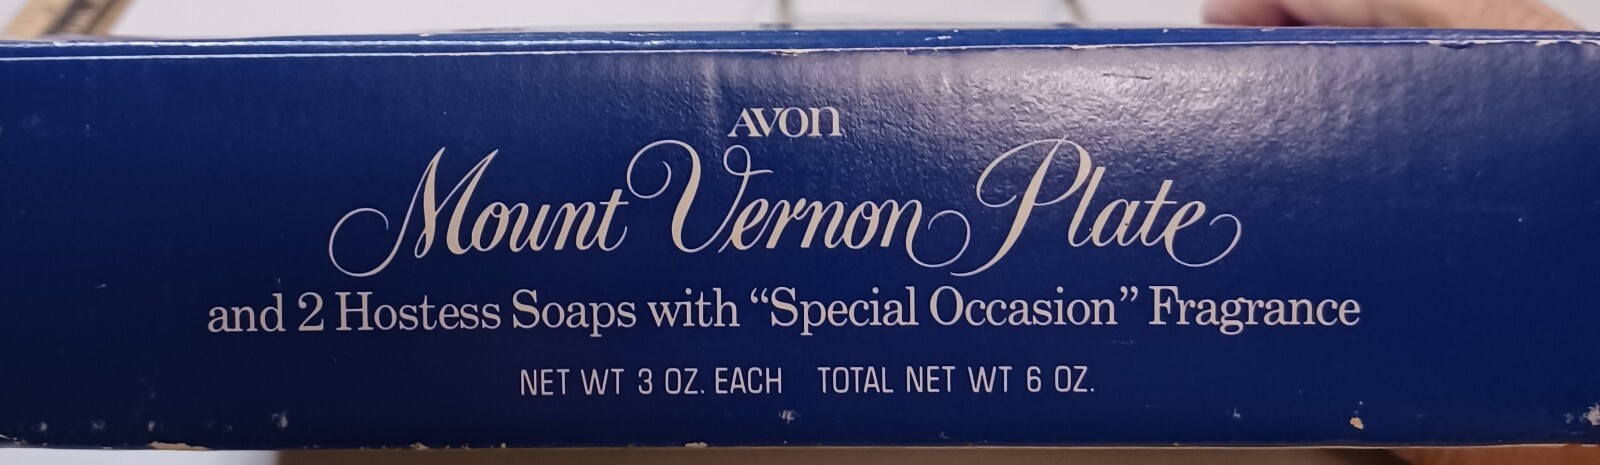 AVON
Mount Vernon Plate
and 2 Hostess Soaps with “Special Occasion” Fragrance
NET WT 3 OZ. EACH TOTAL NET WT 6 OZ.